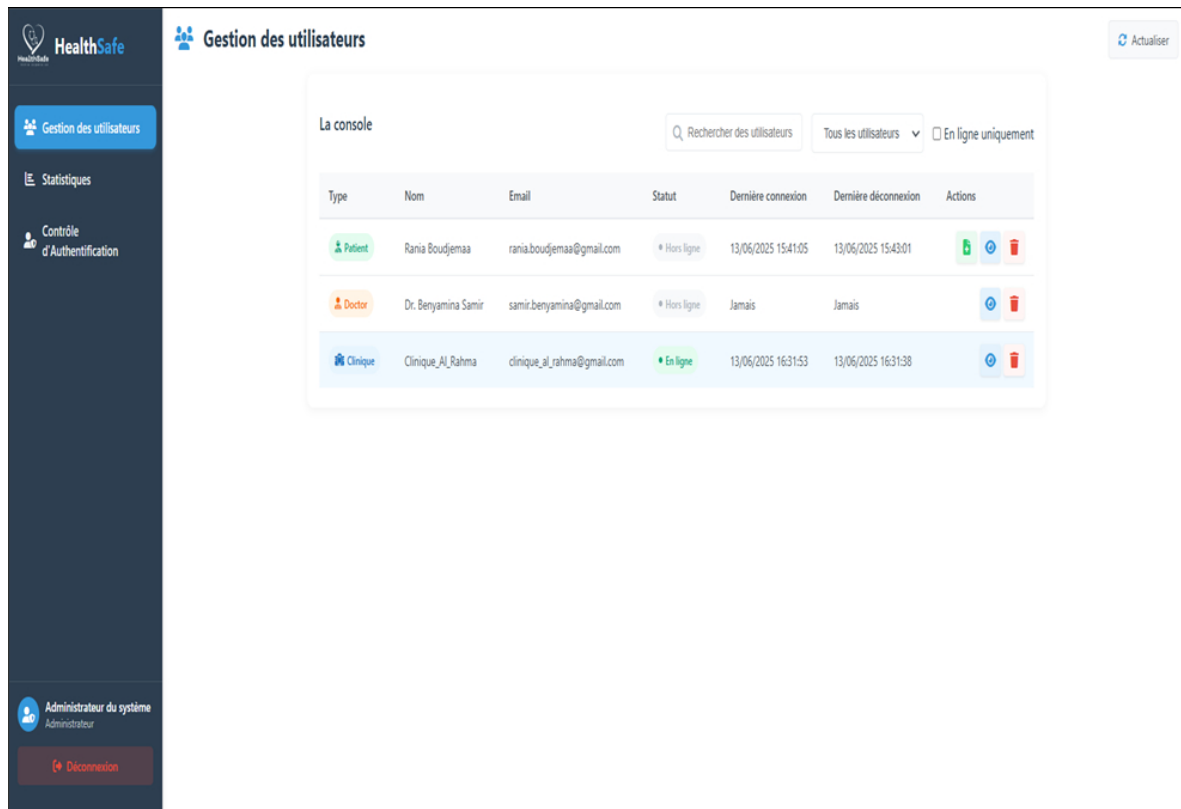 HealthSafe
HealthSafe
Gestion des utilisateurs
Actualiser
Gestion des utilisateurs
Statistiques
Contrôle
d'Authentification
La console
Rechercher des utilisateurs
Tous les utilisateurs
En ligne uniquement
Type Nom Email Statut Dernière connexion Dernière déconnexion Actions
Patient Rania Boudjemaa rania.boudjemaa@gmail.com Hors ligne 13/06/2025 15:41:05 13/06/2025 15:43:01
Doctor Dr. Benyamina Samir samir.benyamina@gmail.com Hors ligne Jamais Jamais
Clinique Clinique_Al_Rahma clinique_al_rahma@gmail.com En ligne 13/06/2025 16:31:53 13/06/2025 16:31:38
Administrateur du système
Administrateur
Déconnexion